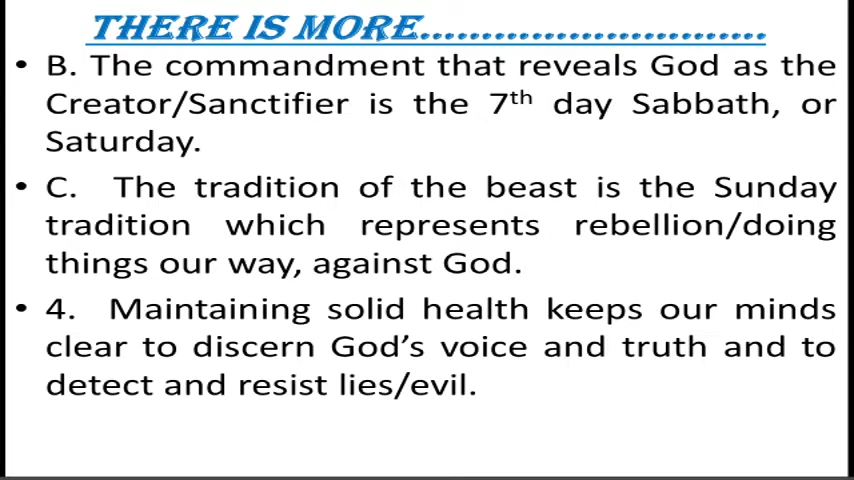 THERE IS MORE............................
• B. The commandment that reveals God as the
Creator/Sanctifier is the 7th day Sabbath, or
Saturday.
• C. The tradition of the beast is the Sunday
tradition which represents rebellion/doing
things our way, against God.
• 4. Maintaining solid health keeps our minds
clear to discern God’s voice and truth and to
detect and resist lies/evil.